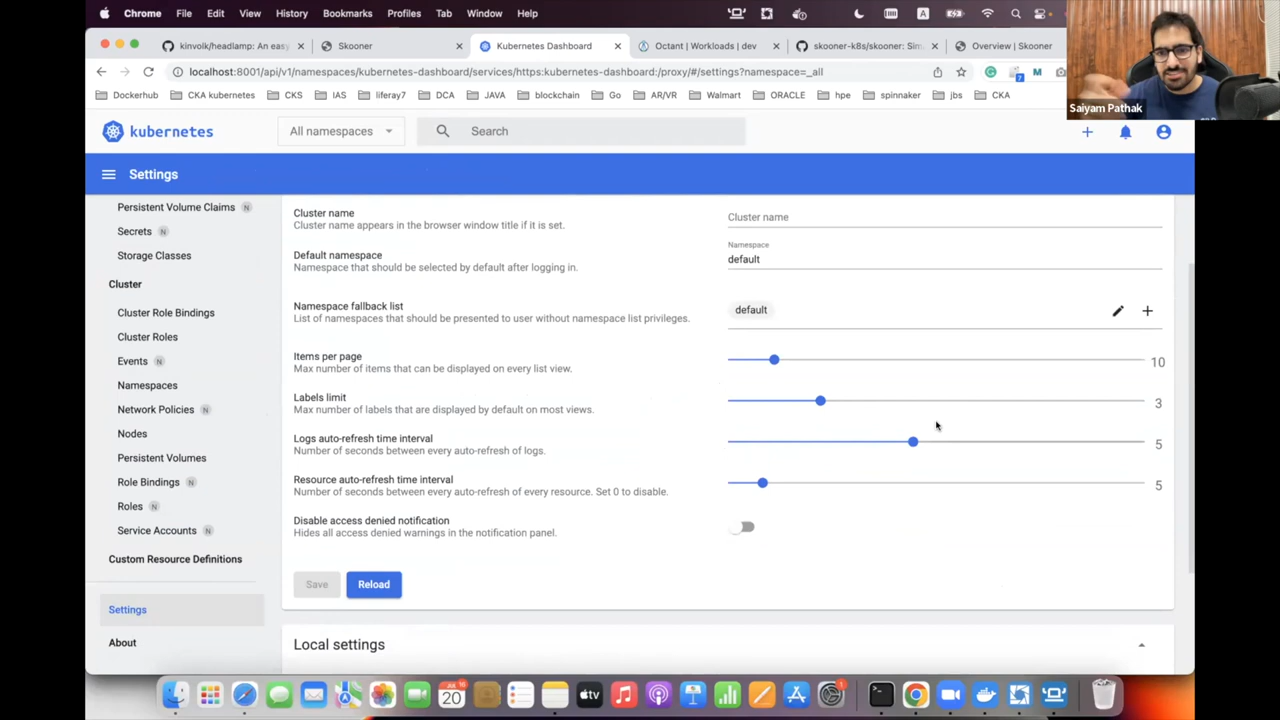 Chrome File Edit View History Bookmarks Profiles Tab Window Help
kinvolk/headlamp: An easy
Skooner
Kubernetes Dashboard
Octant | Workloads | dev
skooner-k8s/skooner: Sim
Overview | Skooner
localhost:8001/api/v1/namespaces/kubernetes-dashboard/services/https:kubernetes-dashboard:/proxy/#/settings?namespace=_all
Dockerhub CKA kubernetes CKS IAS liferay7 DCA JAVA blockchain Go AR/VR Walmart ORACLE hpe spinnaker jbs CKA
Saiyam Pathak
kubernetes
All namespaces
Search
Settings
Persistent Volume Claims N
Secrets N
Storage Classes
Cluster
Cluster Role Bindings
Cluster Roles
Events N
Namespaces
Network Policies N
Nodes
Persistent Volumes
Role Bindings N
Roles N
Service Accounts N
Custom Resource Definitions
Settings
About
Cluster name
Cluster name appears in the browser window title if it is set.
Cluster name
Default namespace
Namespace that should be selected by default after logging in.
Namespace
default
Namespace fallback list
List of namespaces that should be presented to user without namespace list privileges.
default
Items per page
Max number of items that can be displayed on every list view.
10
Labels limit
Max number of labels that are displayed by default on most views.
3
Logs auto-refresh time interval
Number of seconds between every auto-refresh of logs.
5
Resource auto-refresh time interval
Number of seconds between every auto-refresh of every resource. Set 0 to disable.
5
Disable access denied notification
Hides all access denied warnings in the notification panel.
Save
Reload
Local settings
JUL
20
tv